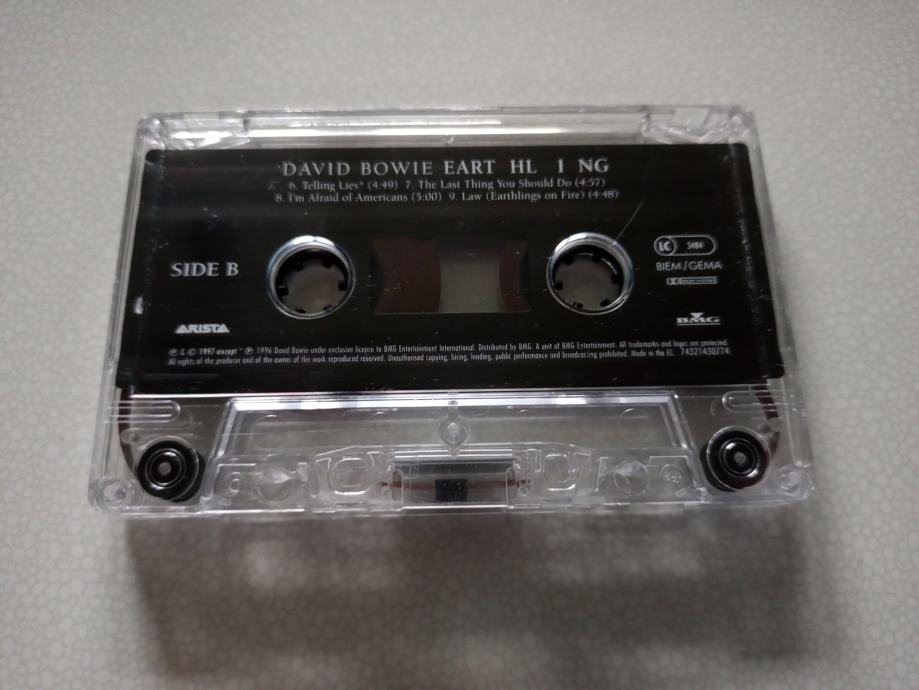 DAVID BOWIE EART HL I NG
6. Telling Lies* (4:49) 7. The Last Thing You Should Do (4:57)
8. I'm Afraid of Americans (5:00) 9. Law (Earthlings on Fire) (4:48)
SIDE B
LC 3484
BIEM/GEMA
ARISTA
BMG
℗ & © 1997 except * ℗ 1996 David Bowie under exclusive license to BMG Entertainment International. Distributed by BMG. A unit of BMG Entertainment. All trademarks and logos are protected.
All rights of the producer and of the owner of the work reproduced reserved. Unauthorised copying, hiring, lending, public performance and broadcasting prohibited. Made in the EC. 74321430774